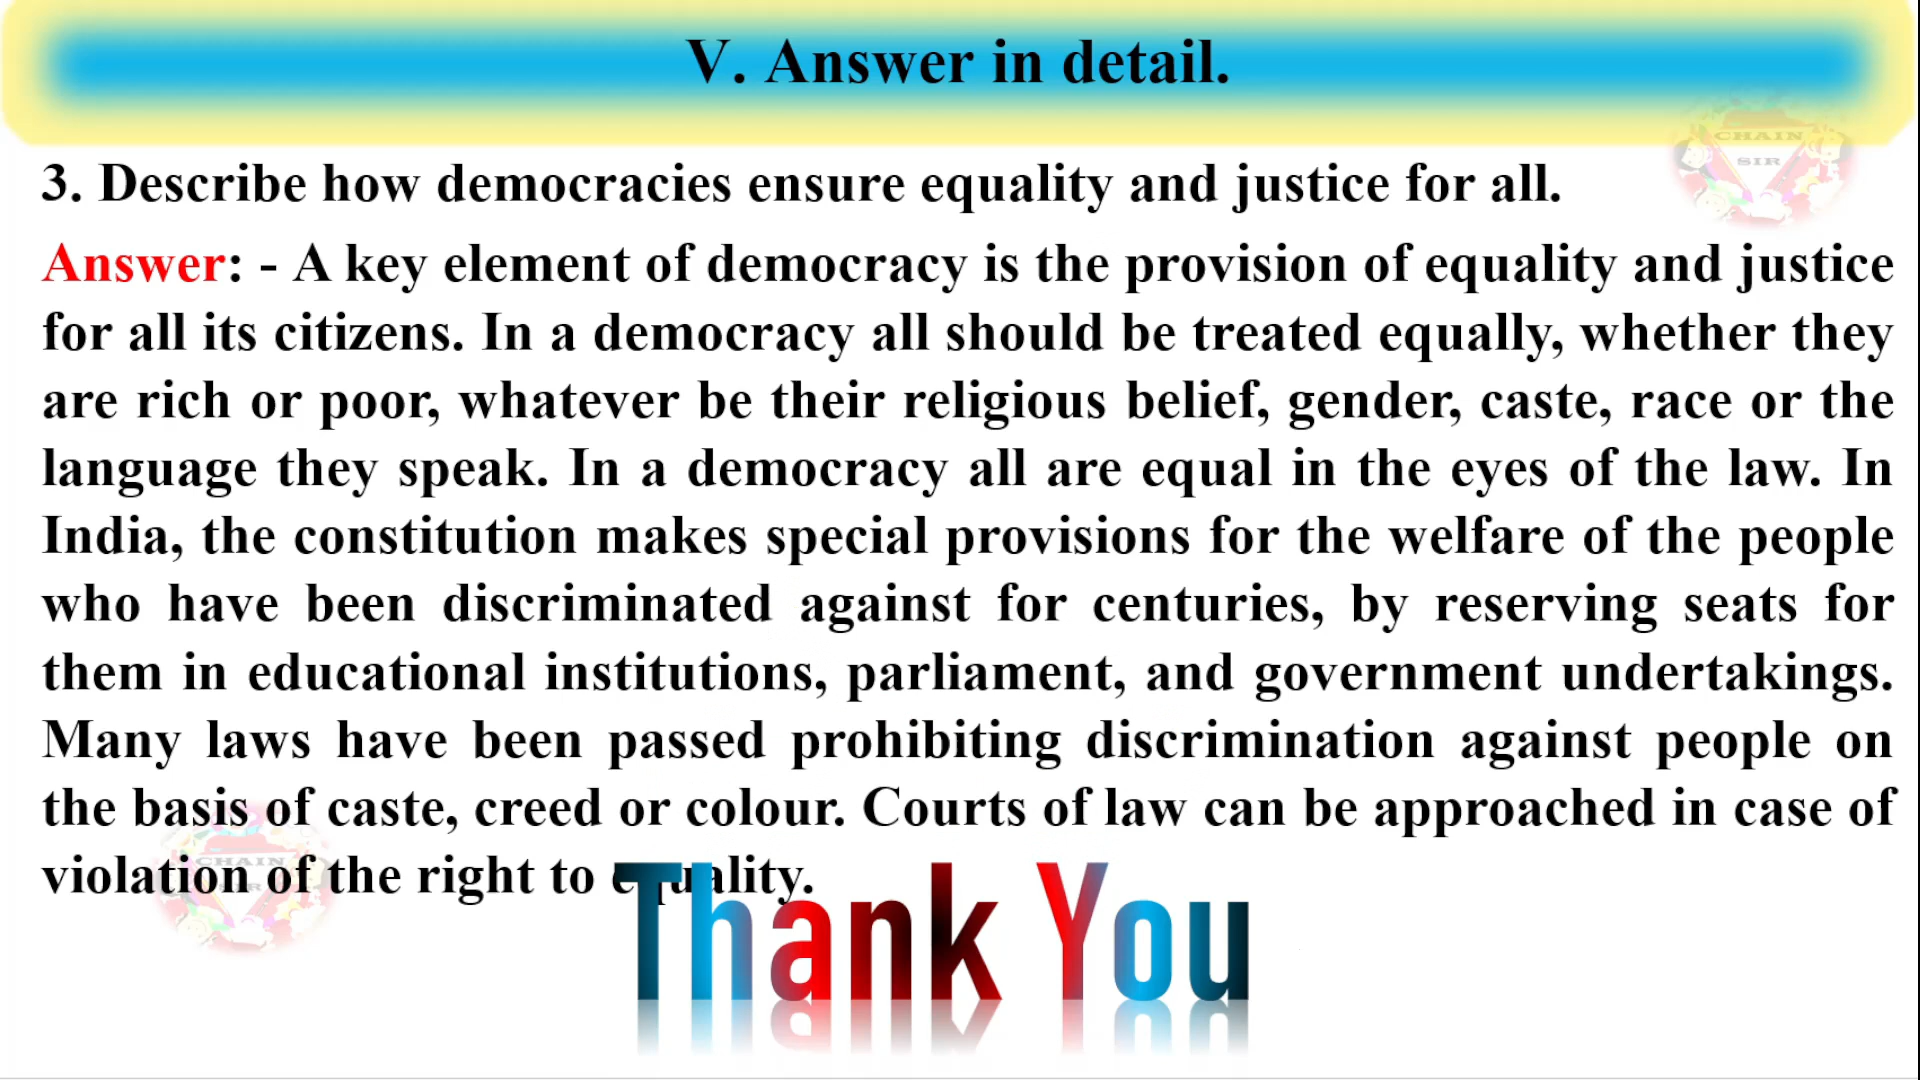 V. Answer in detail.
CHAIN
SIR
3. Describe how democracies ensure equality and justice for all.
Answer: - A key element of democracy is the provision of equality and justice
for all its citizens. In a democracy all should be treated equally, whether they
are rich or poor, whatever be their religious belief, gender, caste, race or the
language they speak. In a democracy all are equal in the eyes of the law. In
India, the constitution makes special provisions for the welfare of the people
who have been discriminated against for centuries, by reserving seats for
them in educational institutions, parliament, and government undertakings.
Many laws have been passed prohibiting discrimination against people on
the basis of caste, creed or colour. Courts of law can be approached in case of
violation of the right to equality.
CHAIN
SIR
Thank You